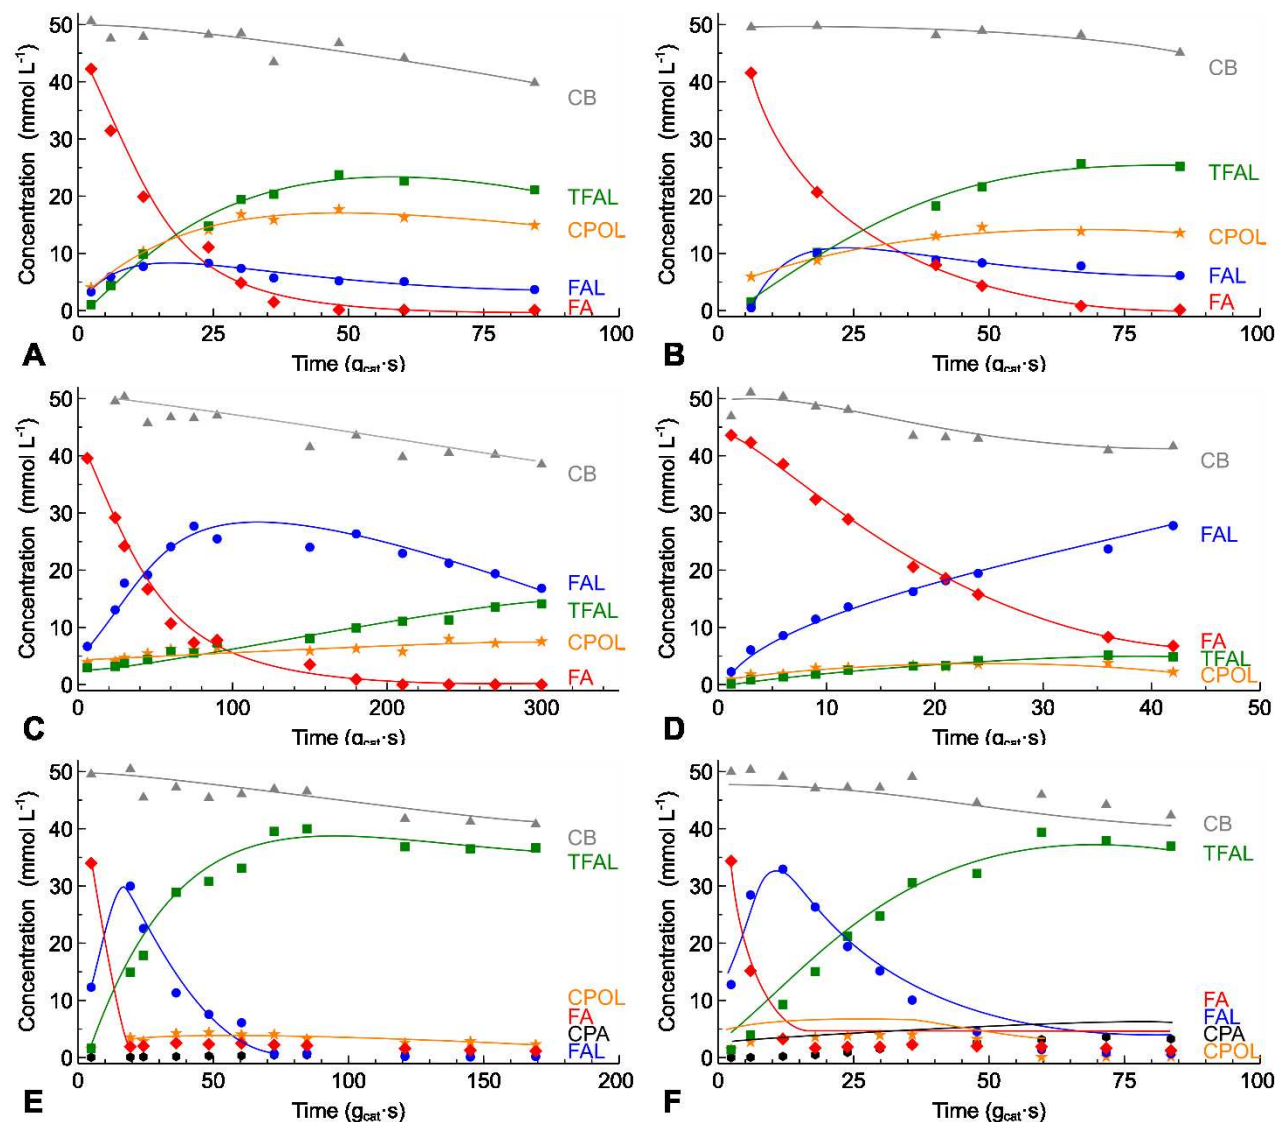 50
40
30
20
10
0
Concentration (mmol L⁻¹)
CB
TFAL
CPOL
FAL
FA
0
25
50
75
100
Time (g_cat·s)
A
50
40
30
20
10
0
Concentration (mmol L⁻¹)
CB
TFAL
CPOL
FAL
FA
0
25
50
75
100
Time (g_cat·s)
B
50
40
30
20
10
0
Concentration (mmol L⁻¹)
CB
FAL
TFAL
CPOL
FA
0
100
200
300
Time (g_cat·s)
C
50
40
30
20
10
0
Concentration (mmol L⁻¹)
CB
FAL
FA
TFAL
CPOL
0
10
20
30
40
50
Time (g_cat·s)
D
50
40
30
20
10
0
Concentration (mmol L⁻¹)
CB
TFAL
CPOL
FA
CPA
FAL
0
50
100
150
200
Time (g_cat·s)
E
50
40
30
20
10
0
Concentration (mmol L⁻¹)
CB
TFAL
FA
FAL
CPA
CPOL
0
25
50
75
100
Time (g_cat·s)
F